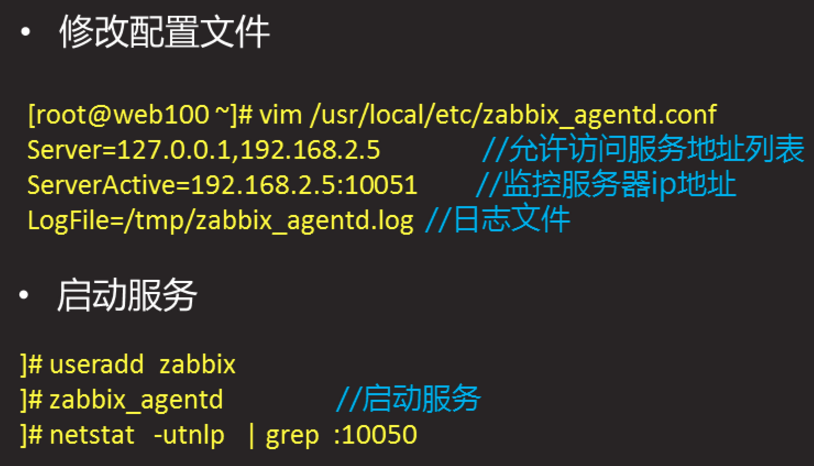 • 修改配置文件
[root@web100 ~]# vim /usr/local/etc/zabbix_agentd.conf
Server=127.0.0.1,192.168.2.5 //允许访问服务地址列表
ServerActive=192.168.2.5:10051 //监控服务器ip地址
LogFile=/tmp/zabbix_agentd.log //日志文件
• 启动服务
]# useradd zabbix
]# zabbix_agentd //启动服务
]# netstat -utnlp | grep :10050